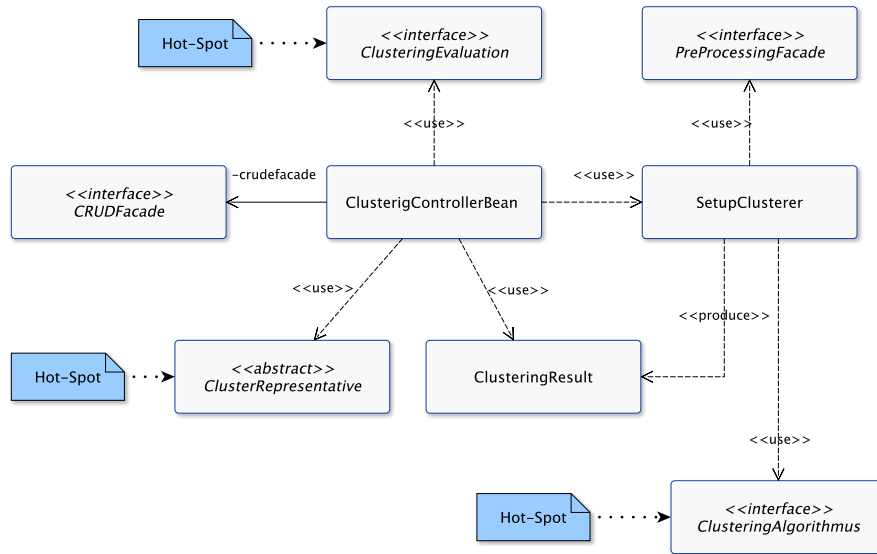 Hot-Spot
<<interface>>
ClusteringEvaluation
<<interface>>
PreProcessingFacade
<<use>>
<<use>>
<<interface>>
CRUDFacade
-crudefacade
ClusterigControllerBean
<<use>>
SetupClusterer
<<use>>
<<use>>
<<produce>>
Hot-Spot
<<abstract>>
ClusterRepresentative
ClusteringResult
<<use>>
Hot-Spot
<<interface>>
ClusteringAlgorithmus